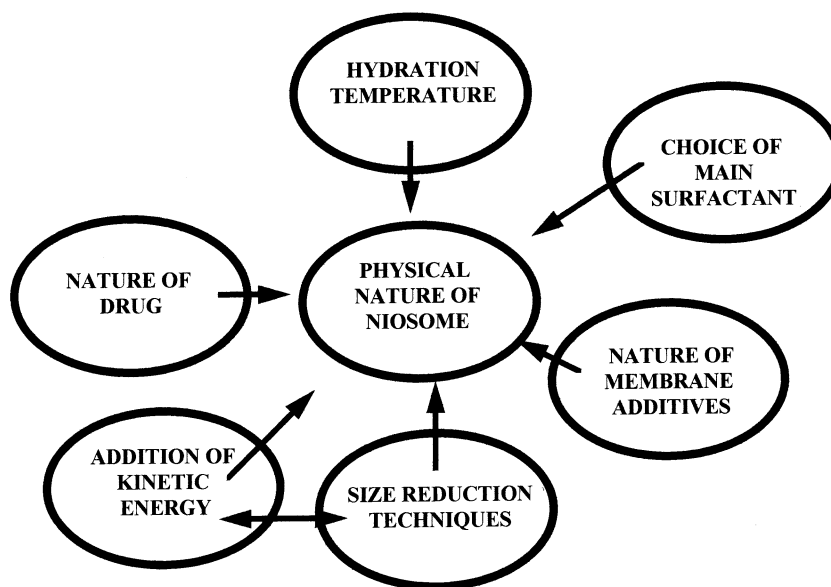 HYDRATION
TEMPERATURE
CHOICE OF
MAIN
SURFACTANT
PHYSICAL
NATURE OF
NIOSOME
NATURE OF
DRUG
NATURE OF
MEMBRANE
ADDITIVES
ADDITION OF
KINETIC
ENERGY
SIZE REDUCTION
TECHNIQUES